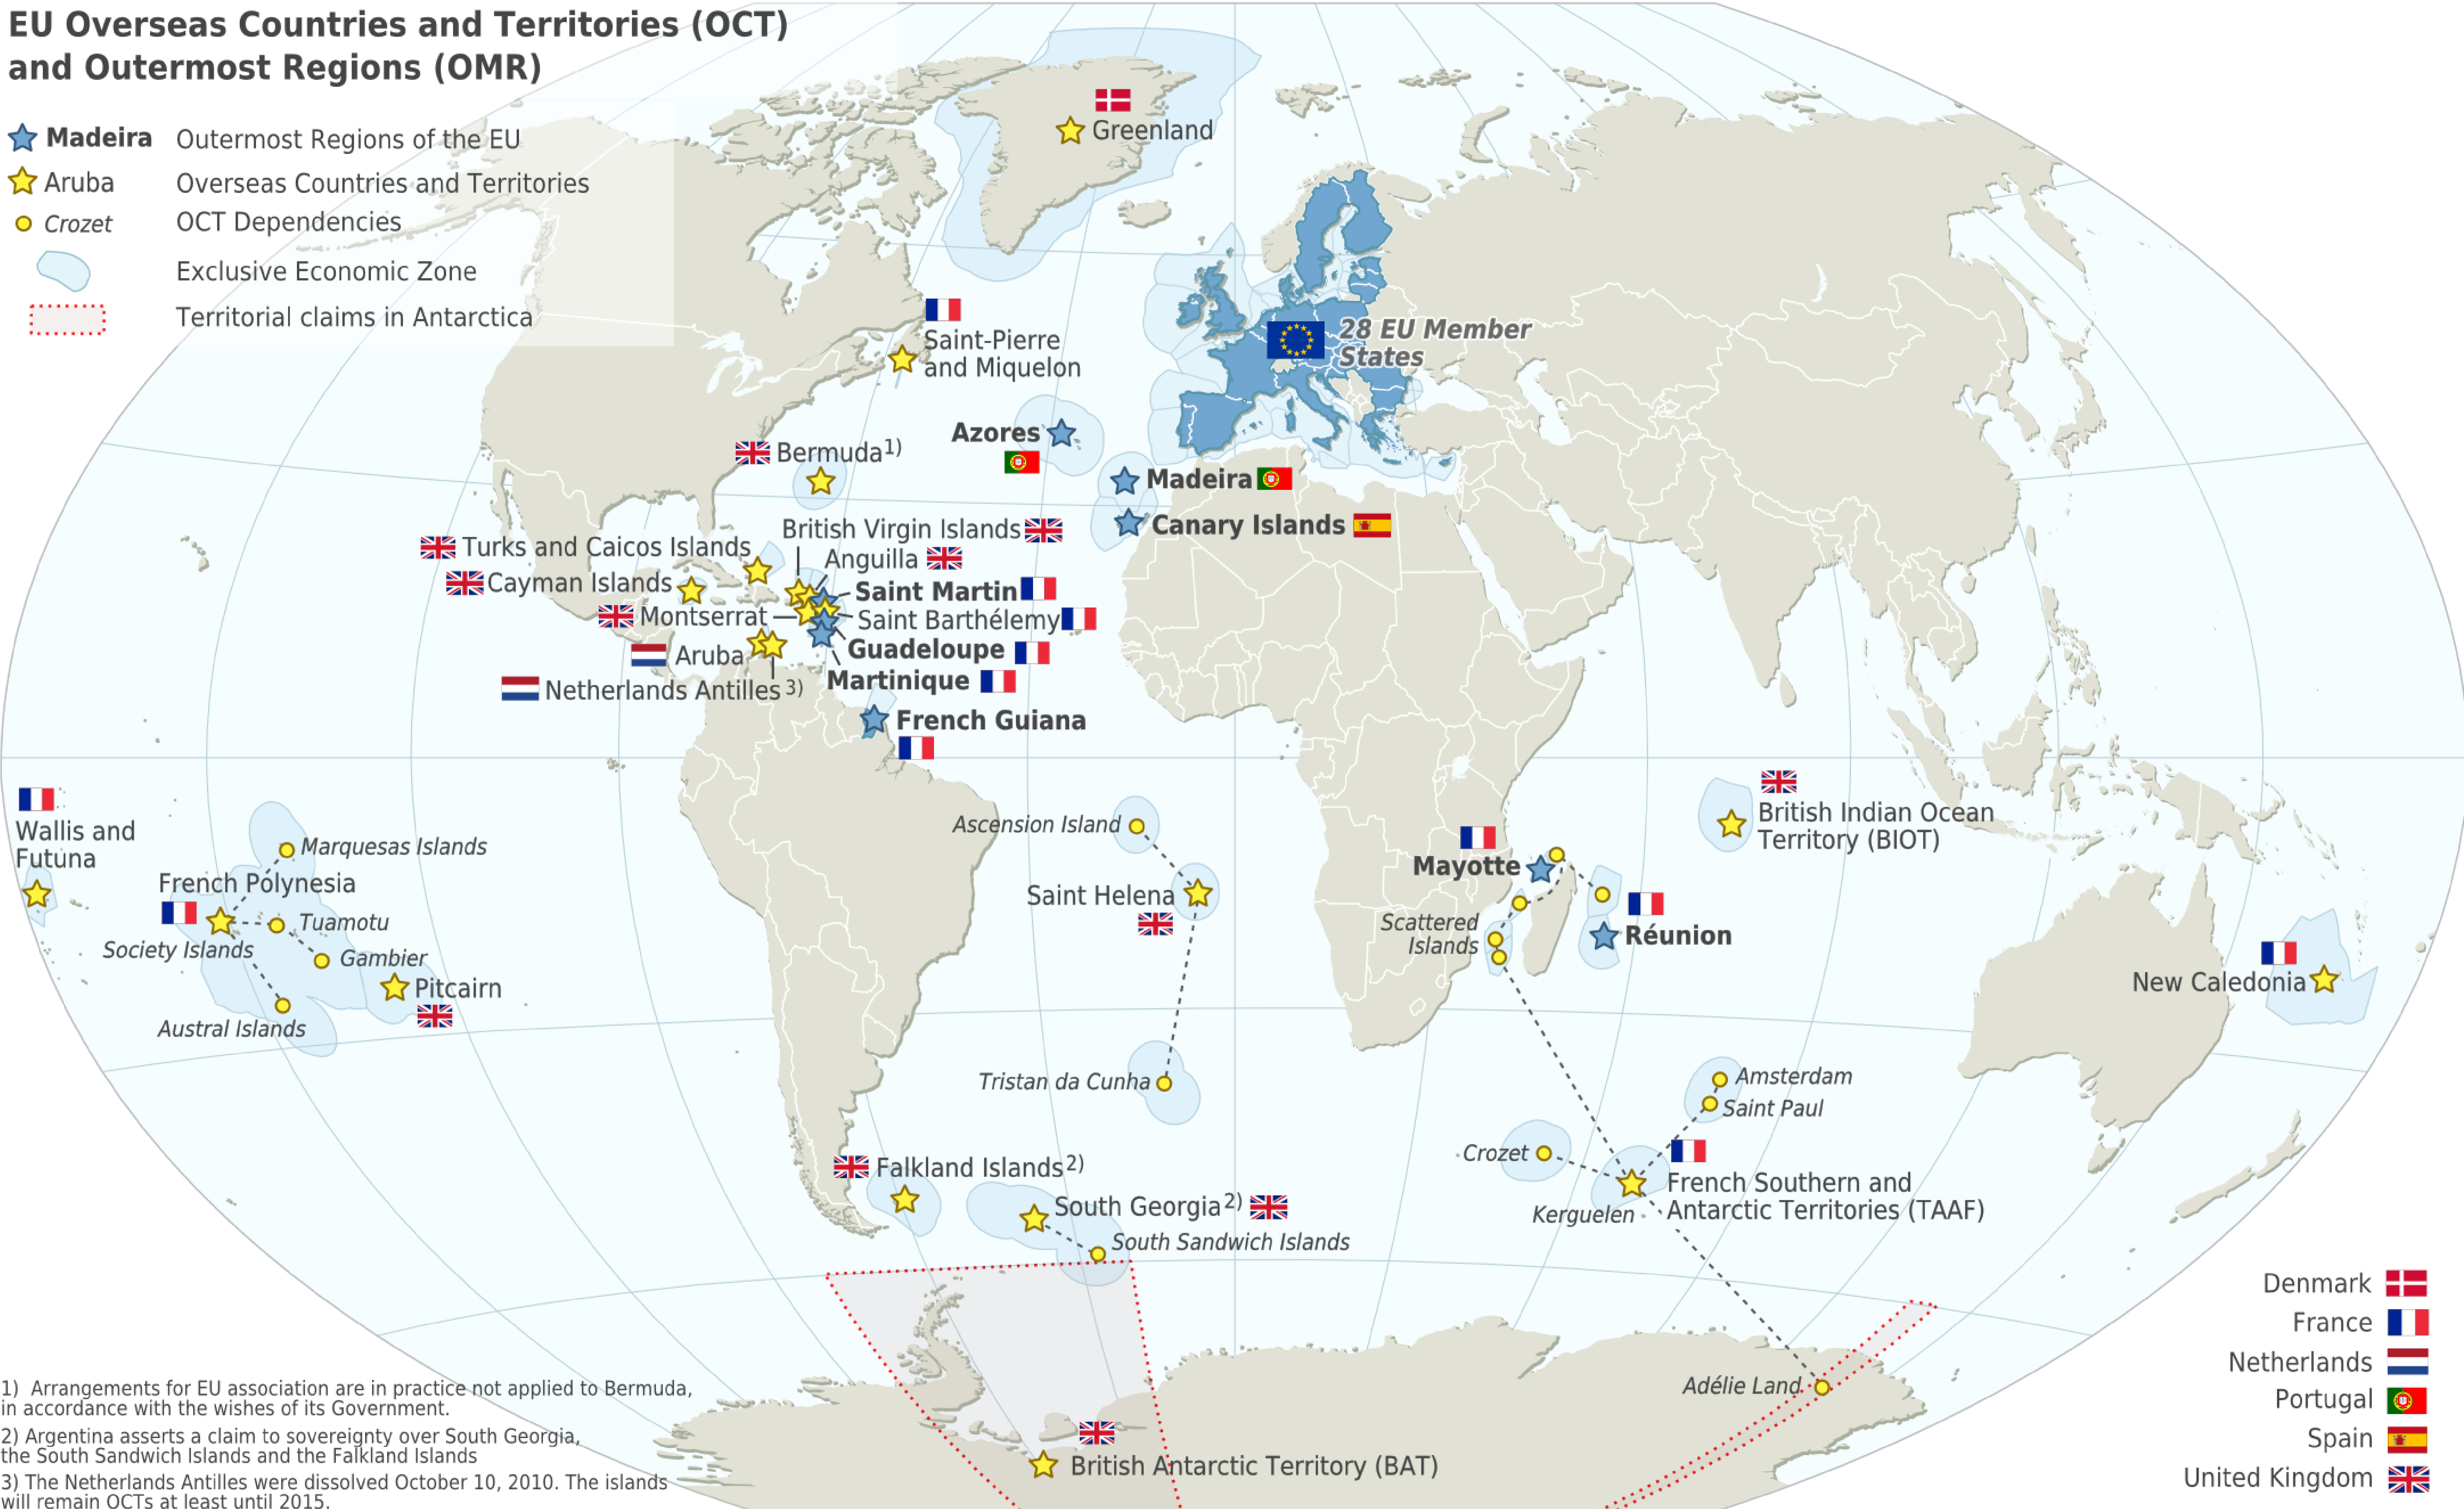 EU Overseas Countries and Territories (OCT)
and Outermost Regions (OMR)
Madeira Outermost Regions of the EU
Aruba Overseas Countries and Territories
Crozet OCT Dependencies
Exclusive Economic Zone
Territorial claims in Antarctica
Greenland
28 EU Member
States
Saint-Pierre
and Miquelon
Azores
Bermuda 1)
Madeira
Canary Islands
British Virgin Islands
Turks and Caicos Islands
Anguilla
Cayman Islands
Saint Martin
Montserrat
Saint Barthélemy
Guadeloupe
Aruba
Martinique
Netherlands Antilles 3)
French Guiana
Wallis and
Futuna
Marquesas Islands
French Polynesia
Tuamotu
Society Islands
Gambier
Pitcairn
Austral Islands
Ascension Island
Saint Helena
Tristan da Cunha
British Indian Ocean
Territory (BIOT)
Mayotte
Scattered
Islands
Réunion
New Caledonia
Amsterdam
Saint Paul
Crozet
French Southern and
Antarctic Territories (TAAF)
Kerguelen
Falkland Islands 2)
South Georgia 2)
South Sandwich Islands
Adélie Land
British Antarctic Territory (BAT)
Denmark
France
Netherlands
Portugal
Spain
United Kingdom
1) Arrangements for EU association are in practice not applied to Bermuda,
in accordance with the wishes of its Government.
2) Argentina asserts a claim to sovereignty over South Georgia,
the South Sandwich Islands and the Falkland Islands
3) The Netherlands Antilles were dissolved October 10, 2010. The islands
will remain OCTs at least until 2015.